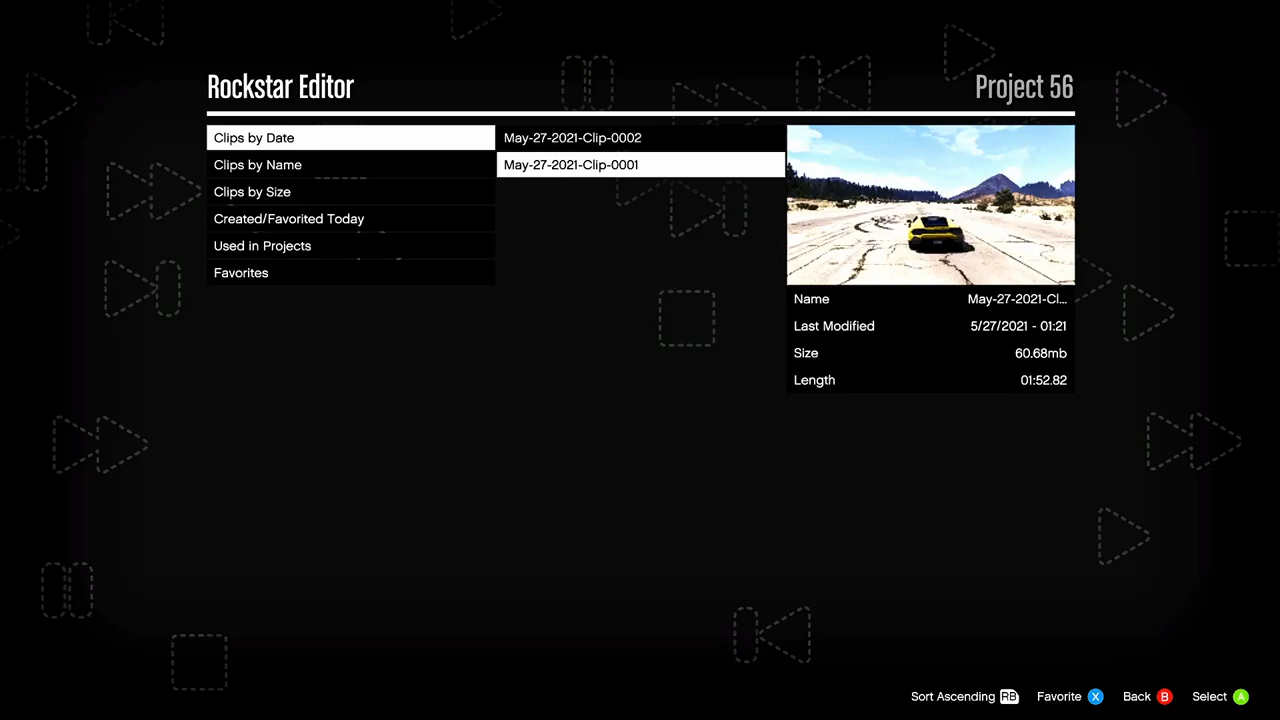 Rockstar Editor
Project 56
Clips by Date
Clips by Name
Clips by Size
Created/Favorited Today
Used in Projects
Favorites
May-27-2021-Clip-0002
May-27-2021-Clip-0001
Name May-27-2021-Cl...
Last Modified 5/27/2021 - 01:21
Size 60.68mb
Length 01:52.82
Sort Ascending RB Favorite X Back B Select A